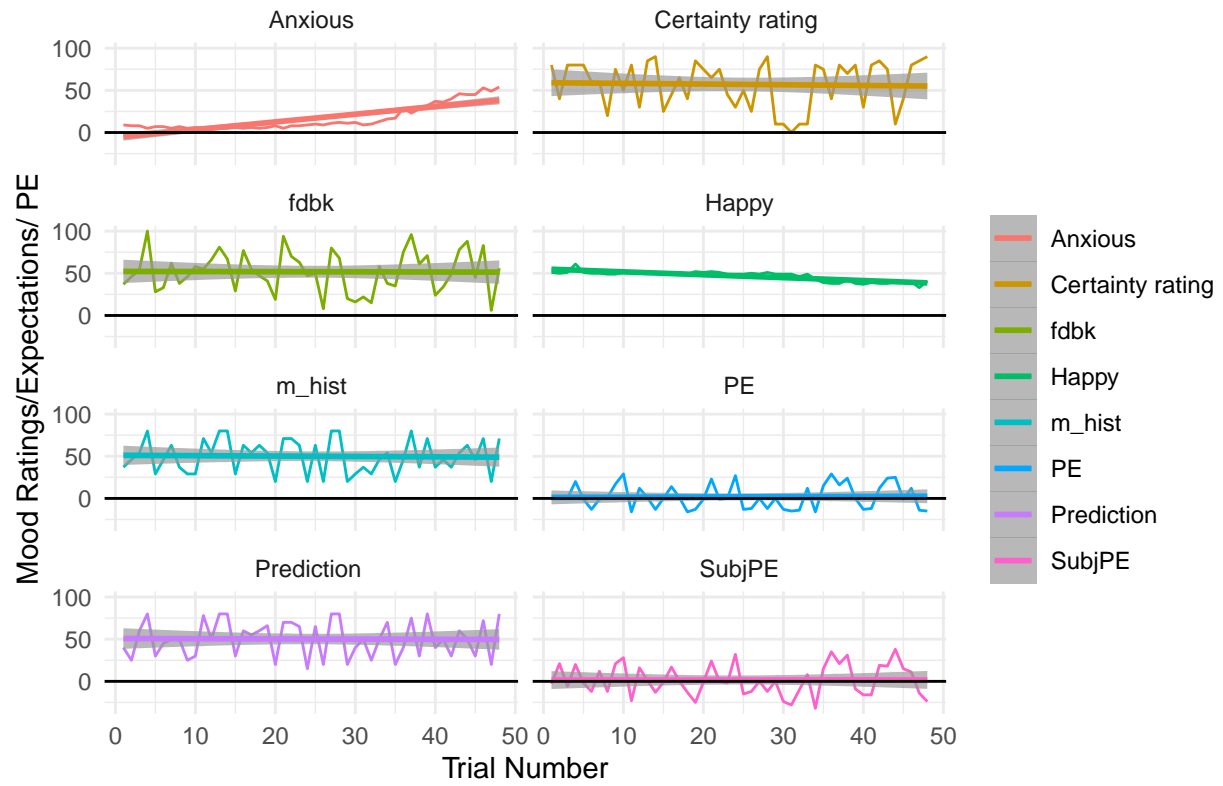 Anxious
Certainty rating
100
50
0
fdbk
Happy
100
50
0
m_hist
PE
100
50
0
Prediction
SubjPE
100
50
0
0 10 20 30 40 50 0 10 20 30 40 50
Trial Number
Mood Ratings/Expectations/ PE
Anxious
Certainty rating
fdbk
Happy
m_hist
PE
Prediction
SubjPE